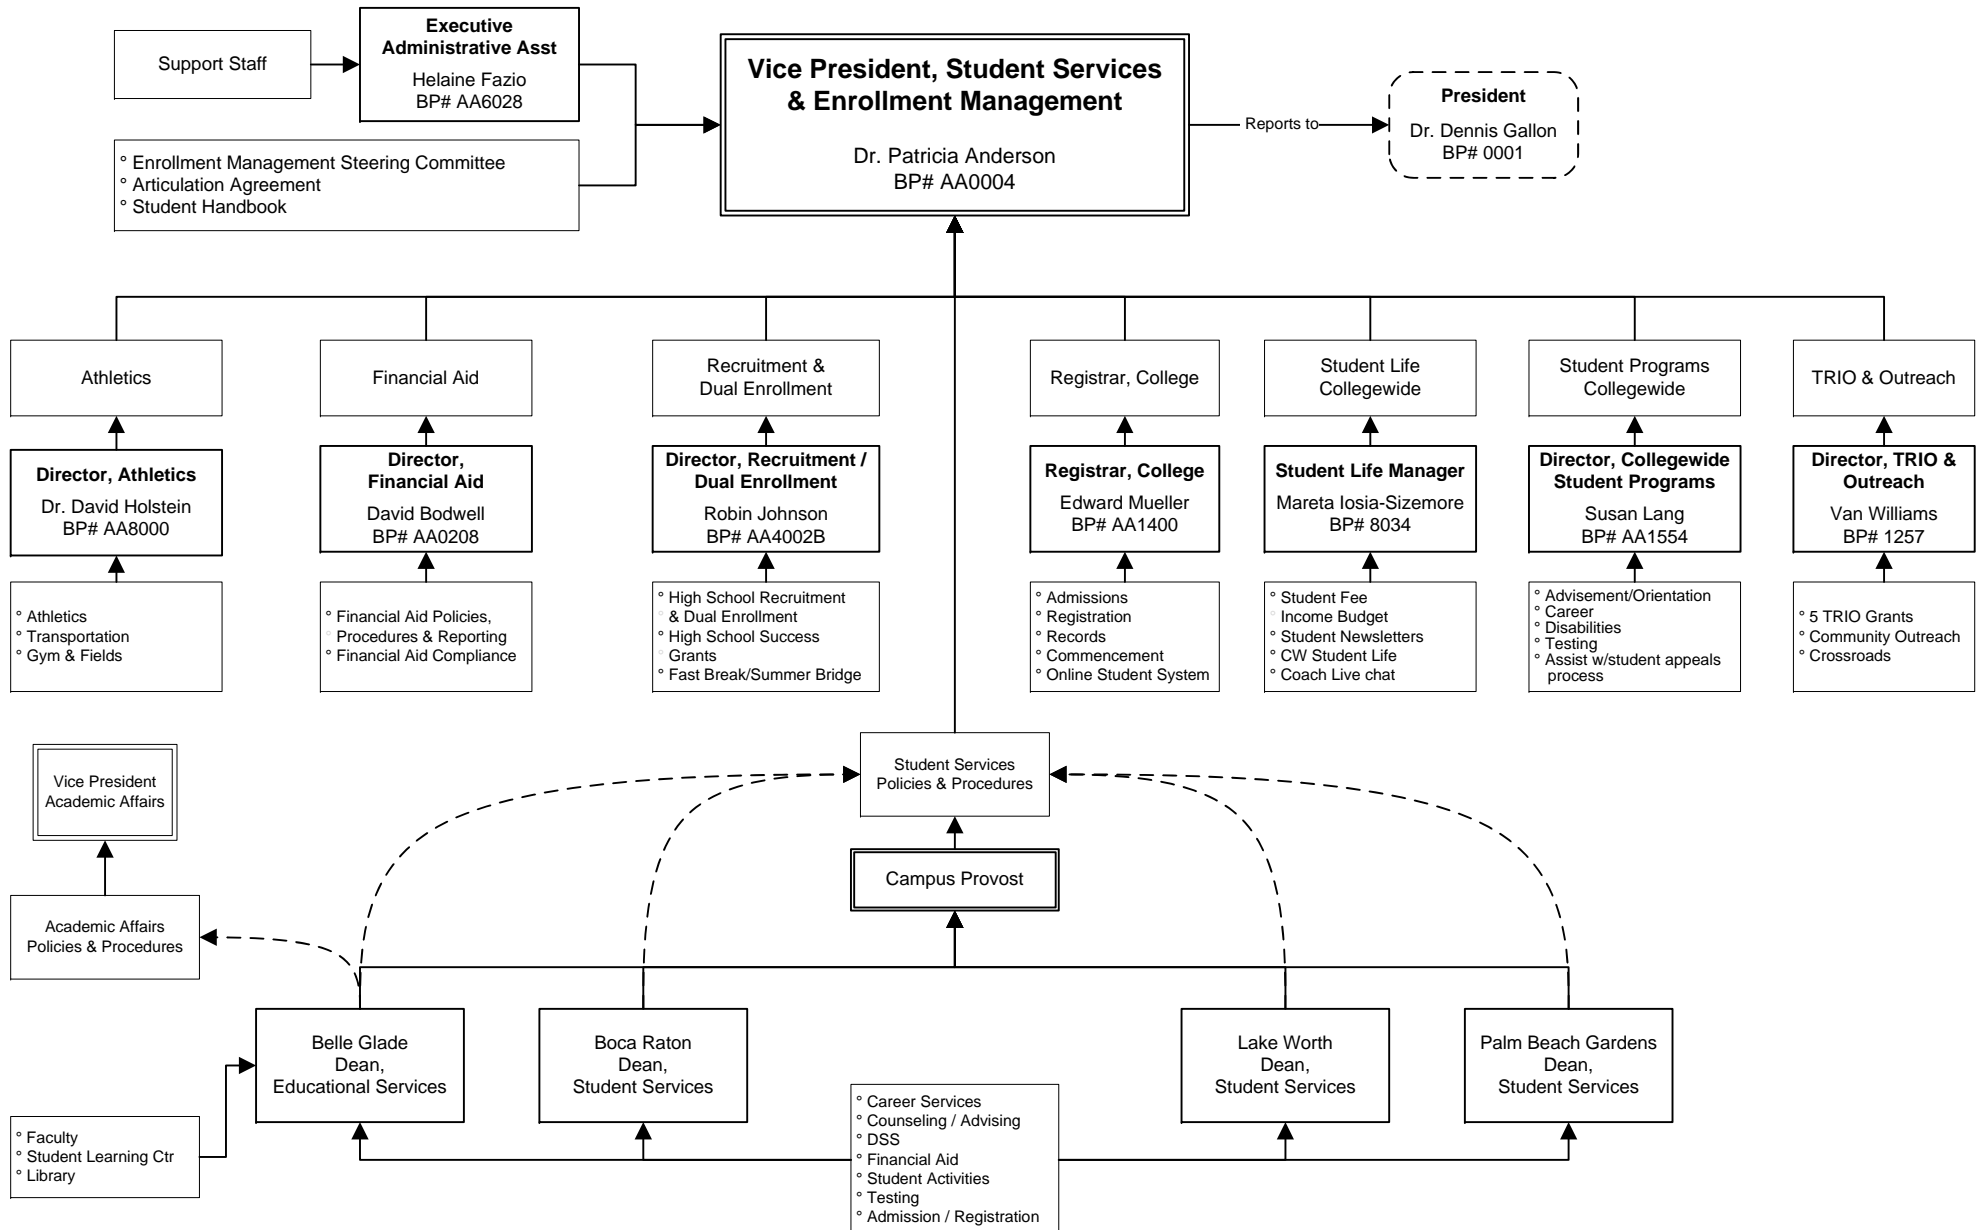 Support Staff
Executive
Administrative Asst
Helaine Fazio
BP# AA6028
° Enrollment Management Steering Committee
° Articulation Agreement
° Student Handbook
Vice President, Student Services
& Enrollment Management
Dr. Patricia Anderson
BP# AA0004
Reports to
President
Dr. Dennis Gallon
BP# 0001
Athletics
Financial Aid
Recruitment &
Dual Enrollment
Registrar, College
Student Life
Collegewide
Student Programs
Collegewide
TRIO & Outreach
Director, Athletics
Dr. David Holstein
BP# AA8000
Director,
Financial Aid
David Bodwell
BP# AA0208
Director, Recruitment /
Dual Enrollment
Robin Johnson
BP# AA4002B
Registrar, College
Edward Mueller
BP# AA1400
Student Life Manager
Mareta Iosia-Sizemore
BP# 8034
Director, Collegewide
Student Programs
Susan Lang
BP# AA1554
Director, TRIO &
Outreach
Van Williams
BP# 1257
° Athletics
° Transportation
° Gym & Fields
° Financial Aid Policies,
° Procedures & Reporting
° Financial Aid Compliance
° High School Recruitment
° & Dual Enrollment
° High School Success
° Grants
° Fast Break/Summer Bridge
° Admissions
° Registration
° Records
° Commencement
° Online Student System
° Student Fee
° Income Budget
° Student Newsletters
° CW Student Life
° Coach Live chat
° Advisement/Orientation
° Career
° Disabilities
° Testing
° Assist w/student appeals
process
° 5 TRIO Grants
° Community Outreach
° Crossroads
Vice President
Academic Affairs
Student Services
Policies & Procedures
Campus Provost
Academic Affairs
Policies & Procedures
Belle Glade
Dean,
Educational Services
Boca Raton
Dean,
Student Services
Lake Worth
Dean,
Student Services
Palm Beach Gardens
Dean,
Student Services
° Faculty
° Student Learning Ctr
° Library
° Career Services
° Counseling / Advising
° DSS
° Financial Aid
° Student Activities
° Testing
° Admission / Registration